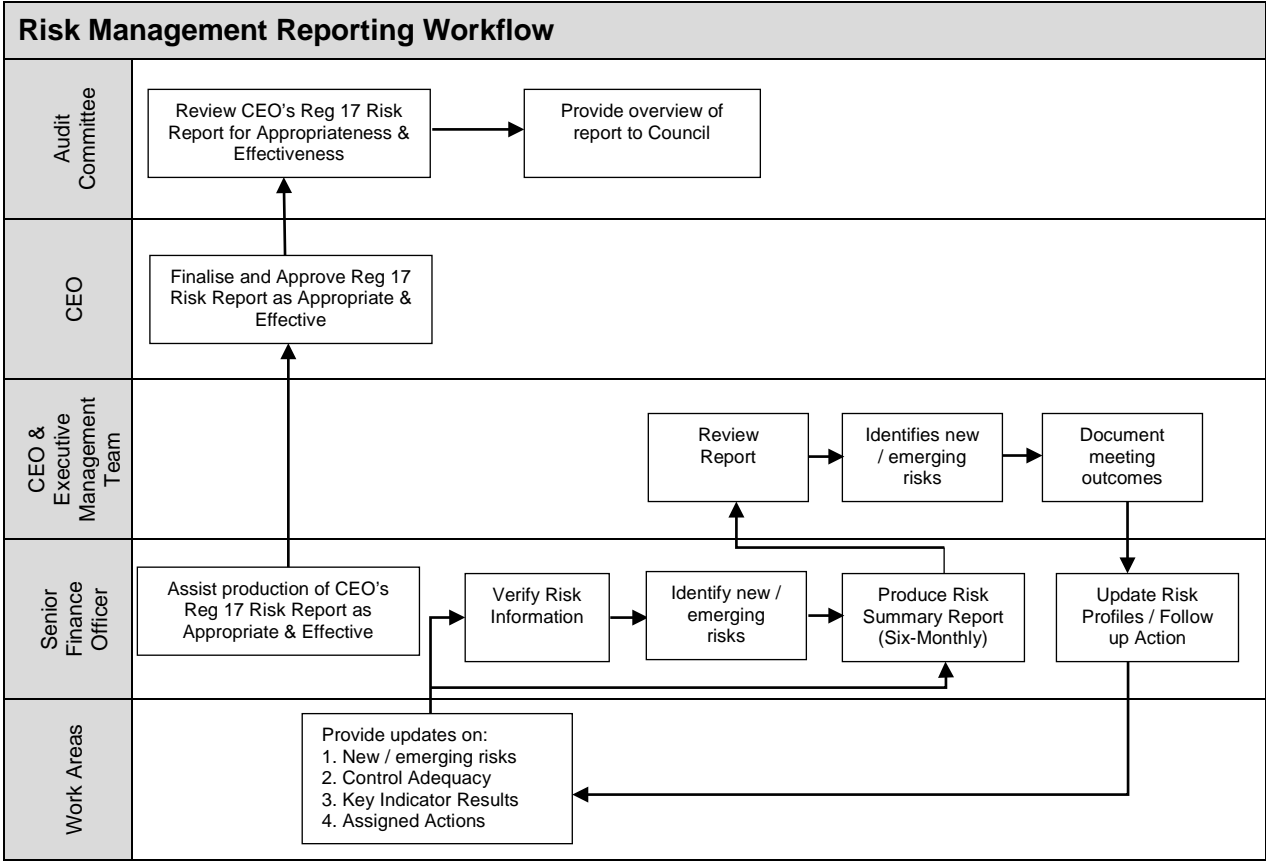 Risk Management Reporting Workflow
Audit
Committee
Review CEO's Reg 17 Risk
Report for Appropriateness &
Effectiveness
Provide overview of
report to Council
CEO
Finalise and Approve Reg 17
Risk Report as Appropriate &
Effective
CEO &
Executive
Management
Team
Review
Report
Identifies new
/ emerging
risks
Document
meeting
outcomes
Senior
Finance
Officer
Assist production of CEO's
Reg 17 Risk Report as
Appropriate & Effective
Verify Risk
Information
Identify new /
emerging
risks
Produce Risk
Summary Report
(Six-Monthly)
Update Risk
Profiles / Follow
up Action
Work Areas
Provide updates on:
1. New / emerging risks
2. Control Adequacy
3. Key Indicator Results
4. Assigned Actions